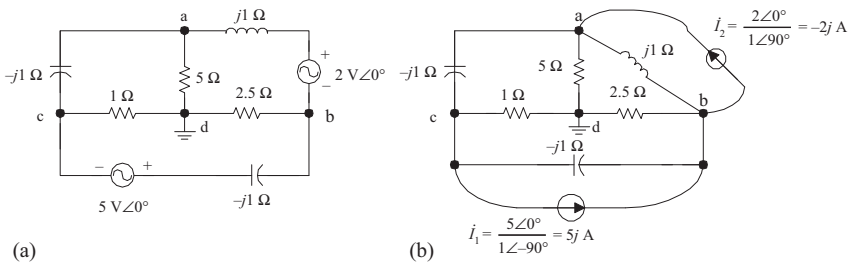 a
j1 Ω
–j1 Ω
5 Ω
+
2 V∠0°
–
1 Ω
2.5 Ω
c
d
b
–
+
5 V∠0°
–j1 Ω
(a)
a
j1 Ω
İ₂ = 2∠0° / 1∠90° = –2j A
–j1 Ω
5 Ω
1 Ω
2.5 Ω
c
d
b
–j1 Ω
İ₁ = 5∠0° / 1∠–90° = 5j A
(b)